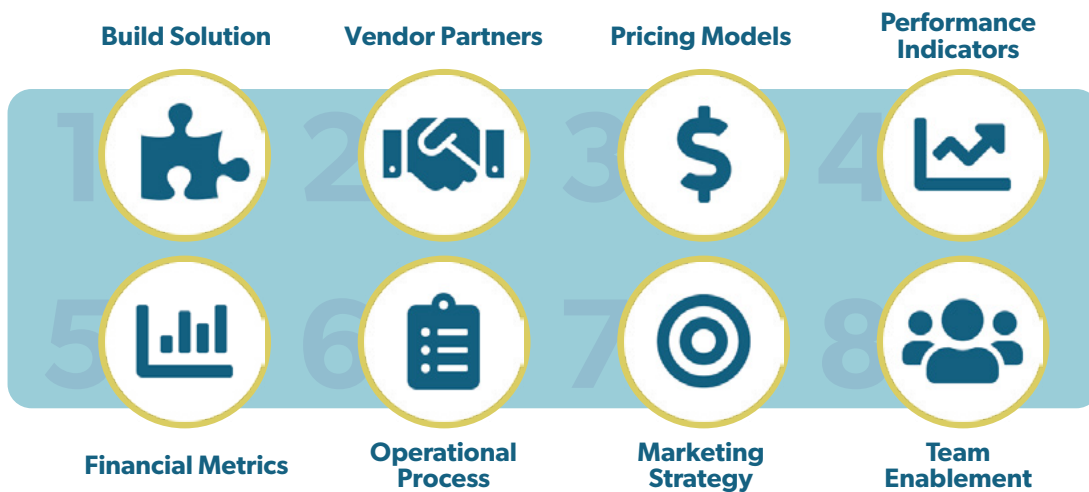 Build Solution
Vendor Partners
Pricing Models
Performance
Indicators
1
2
3
$
4
5
6
7
8
Financial Metrics
Operational
Process
Marketing
Strategy
Team
Enablement